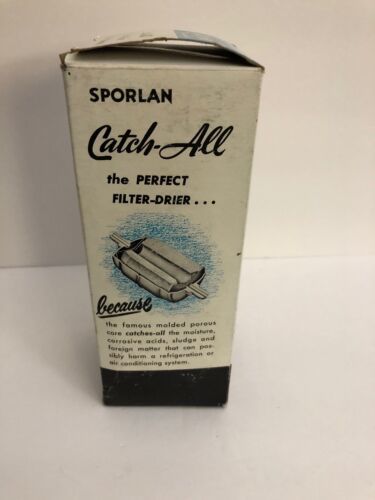 SPORLAN
Catch-All
the PERFECT
FILTER-DRIER...
because
the famous molded porous
core catches-all the moisture,
corrosive acids, sludge and
foreign matter that can pos-
sibly harm a refrigeration or
air conditioning system.